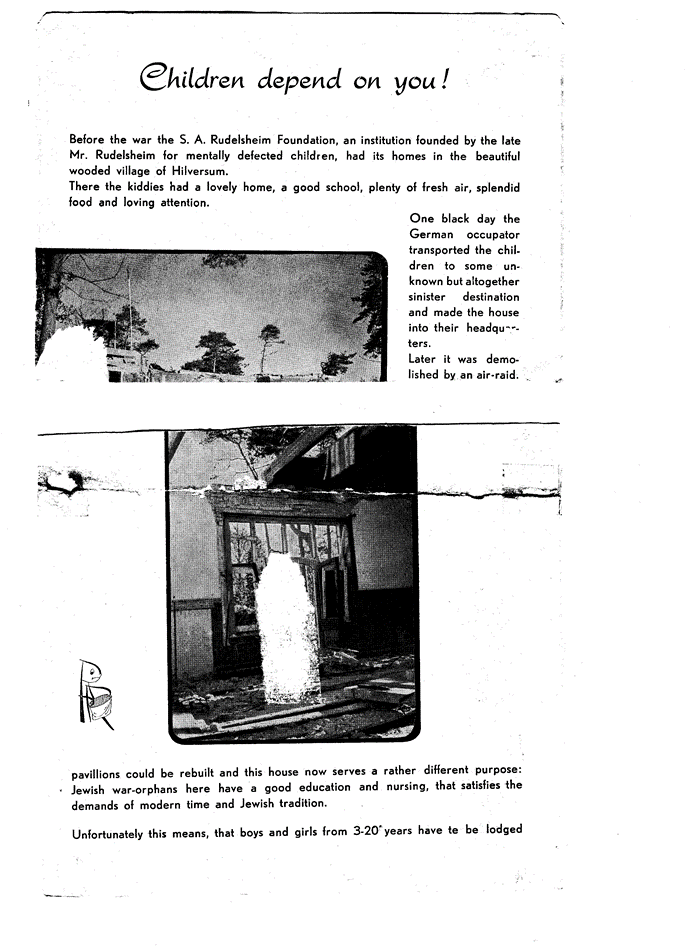 Children depend on you!
Before the war the S. A. Rudelsheim Foundation, an institution founded by the late
Mr. Rudelsheim for mentally defected children, had its homes in the beautiful
wooded village of Hilversum.
There the kiddies had a lovely home, a good school, plenty of fresh air, splendid
food and loving attention.
One black day the
German occupator
transported the chil-
dren to some un-
known but altogether
sinister destination
and made the house
into their
ters.
Later it was demo-
lished by an air-raid.
pavillions could be rebuilt and this house now serves a rather different purpose:
Jewish war-orphans here have a good education and nursing, that satisfies the
demands of modern time and Jewish tradition.
Unfortunately this means, that boys and girls from 3-20 years have te be lodged